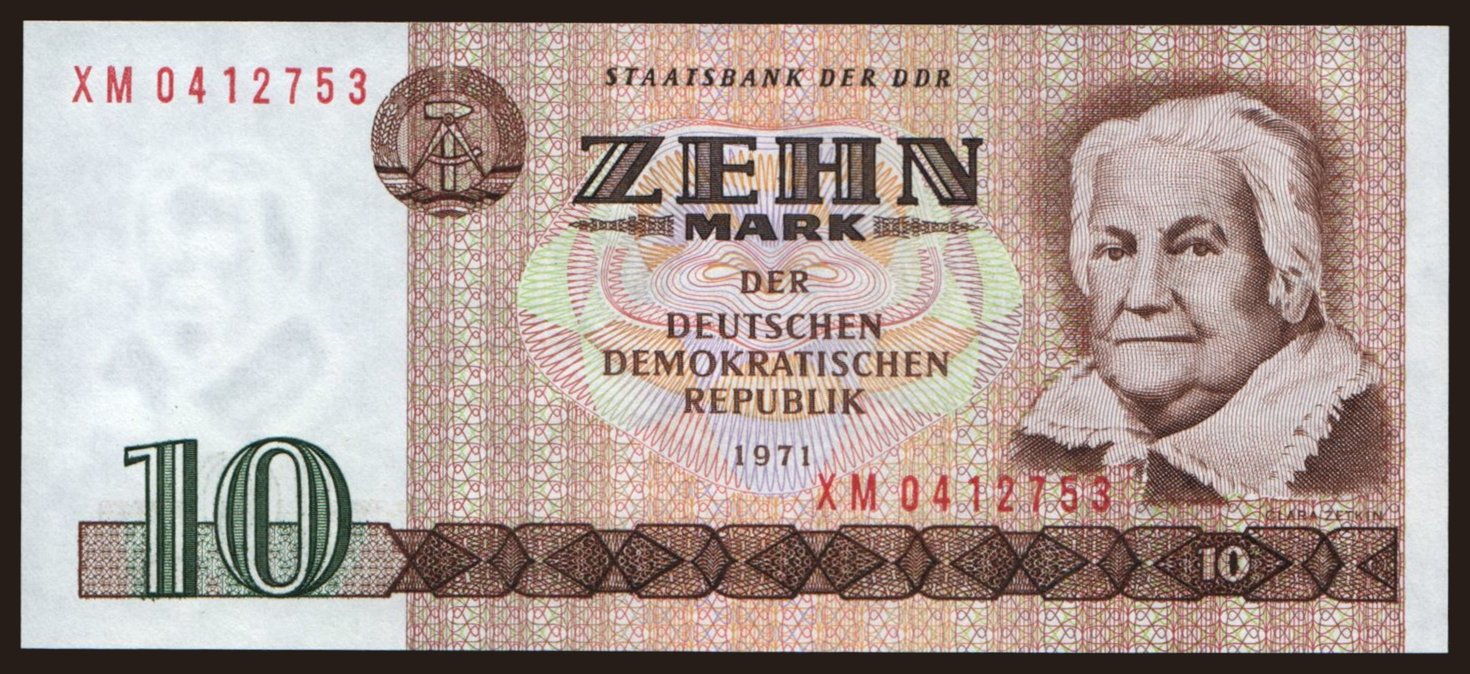 XM 0412753
STAATSBANK DER DDR
ZEHN
MARK
DER
DEUTSCHEN
DEMOKRATISCHEN
REPUBLIK
1971
XM 0412753
CLARA ZETKIN
10
10